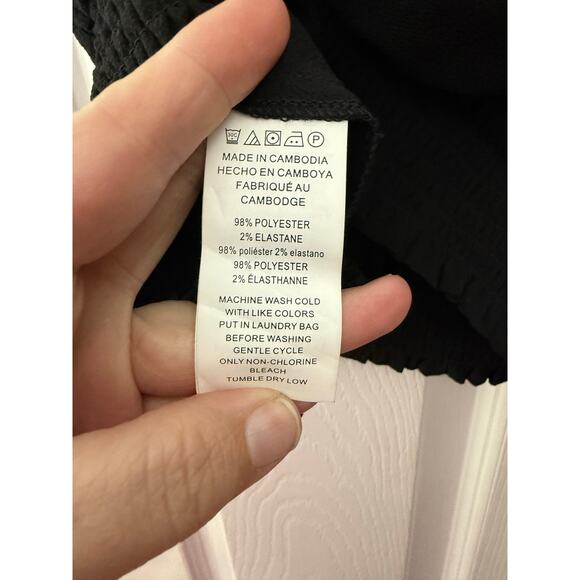 30C P
MADE IN CAMBODIA
HECHO EN CAMBOYA
FABRIQUÉ AU
CAMBODGE
98% POLYESTER
2% ELASTANE
98% poliéster 2% elastano
98% POLYESTER
2% ÉLASTHANNE
MACHINE WASH COLD
WITH LIKE COLORS
PUT IN LAUNDRY BAG
BEFORE WASHING
GENTLE CYCLE
ONLY NON-CHLORINE
BLEACH
TUMBLE DRY LOW